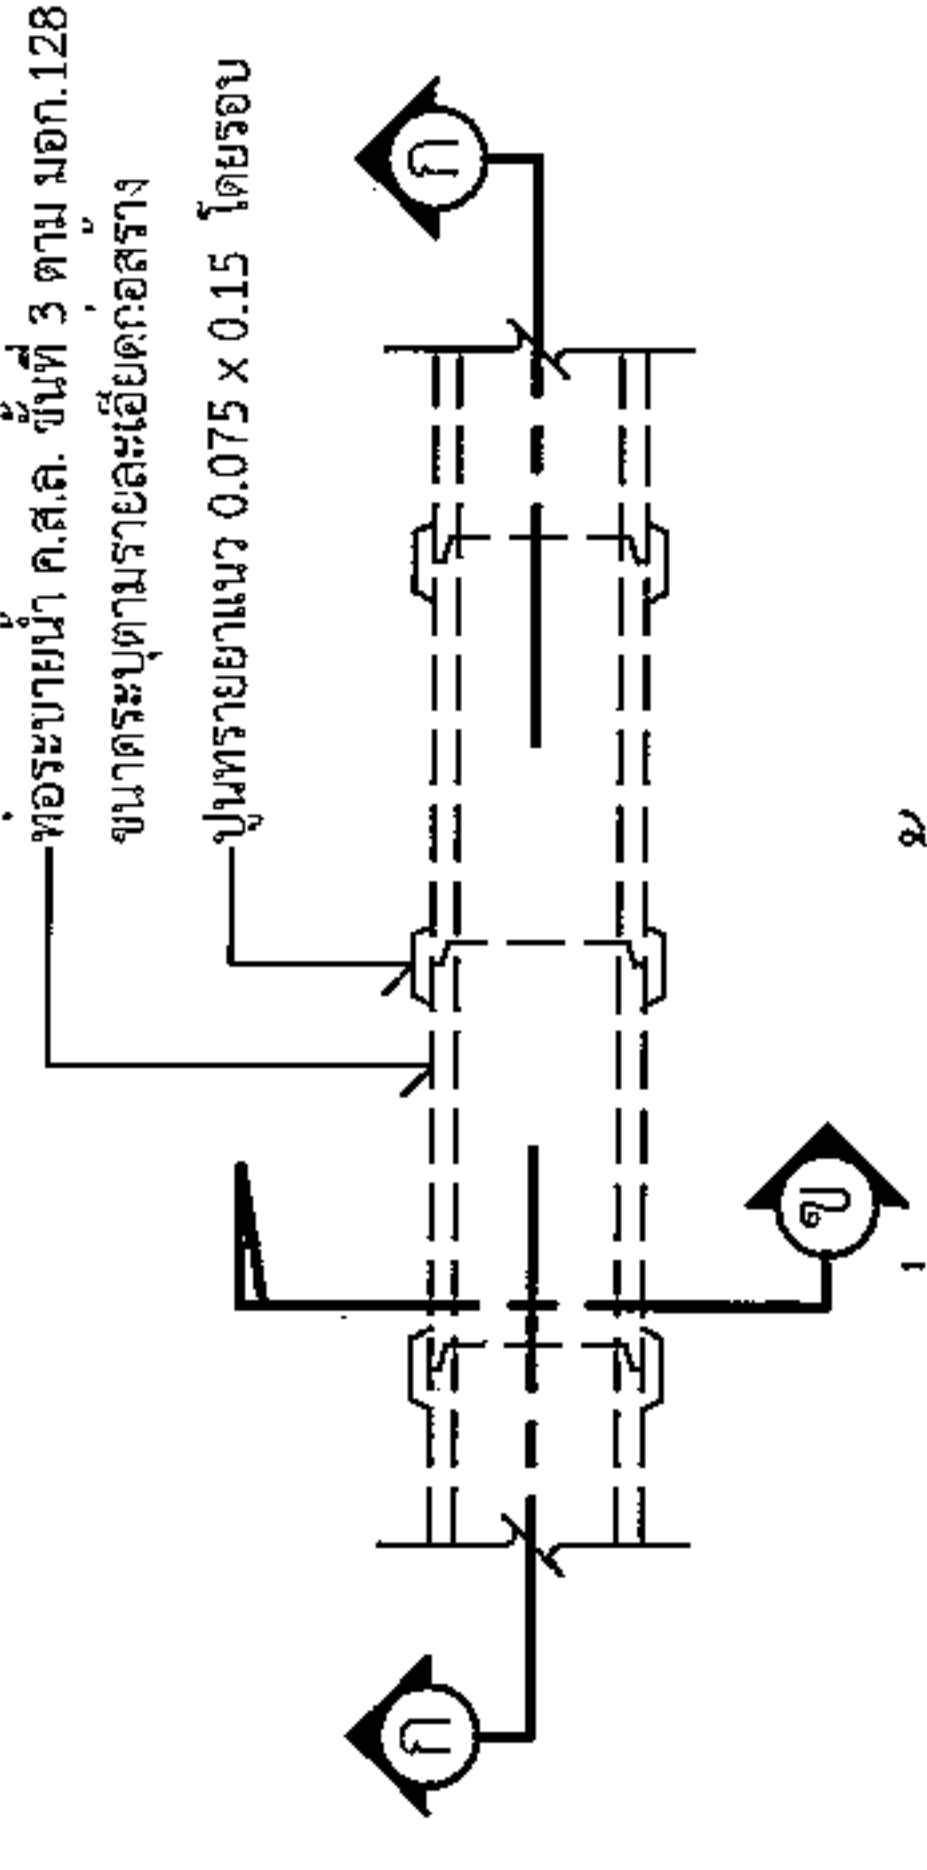 ท่อระบายน้ำ ค.ส.ล. ชั้นที่ 3 ตาม มอก.128
ขนาดระบุตามรายละเอียดก่อสร้าง
ปูนทรายยาแนว 0.075 x 0.15 โดยรอบ
ก
ก
ข